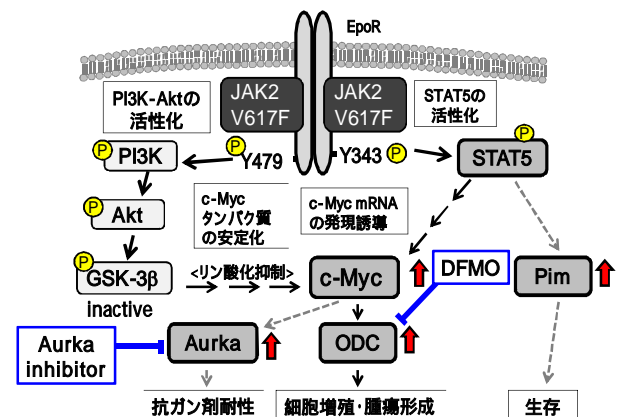 EpoR
PI3K-Aktの
活性化
JAK2
V617F
JAK2
V617F
STAT5の
活性化
P
PI3K
P
Y479
Y343
P
P
STAT5
P
Akt
c-Myc
タンパク質
の安定化
c-Myc mRNA
の発現誘導
P
GSK-3β
inactive
<リン酸化抑制>
c-Myc
DFMO
Pim
Aurka
inhibitor
Aurka
ODC
抗ガン剤耐性
細胞増殖・腫瘍形成
生存